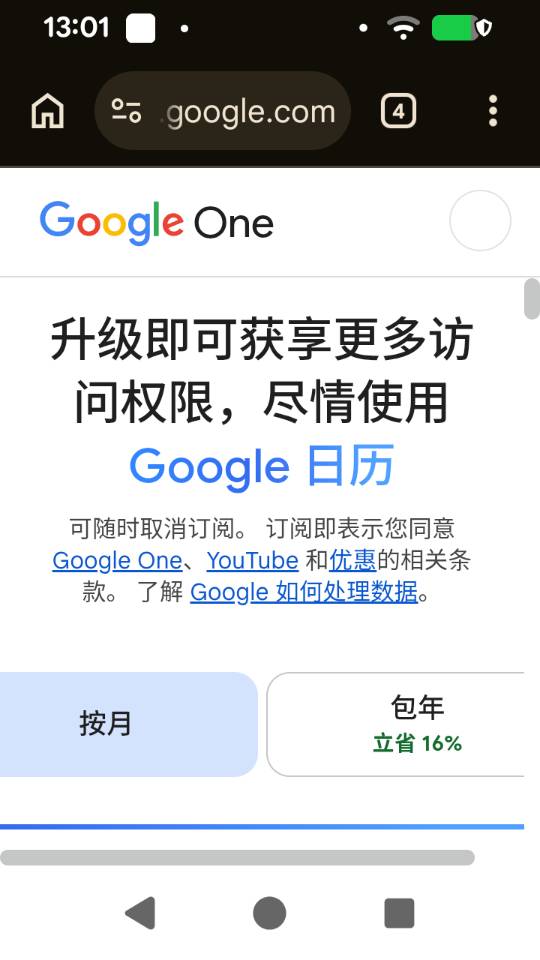 13:01
.google.com
4
Google One
升级即可获享更多访
问权限，尽情使用
Google 日历
可随时取消订阅。 订阅即表示您同意
Google One、YouTube 和优惠的相关条
款。 了解 Google 如何处理数据。
按月
包年
立省 16%